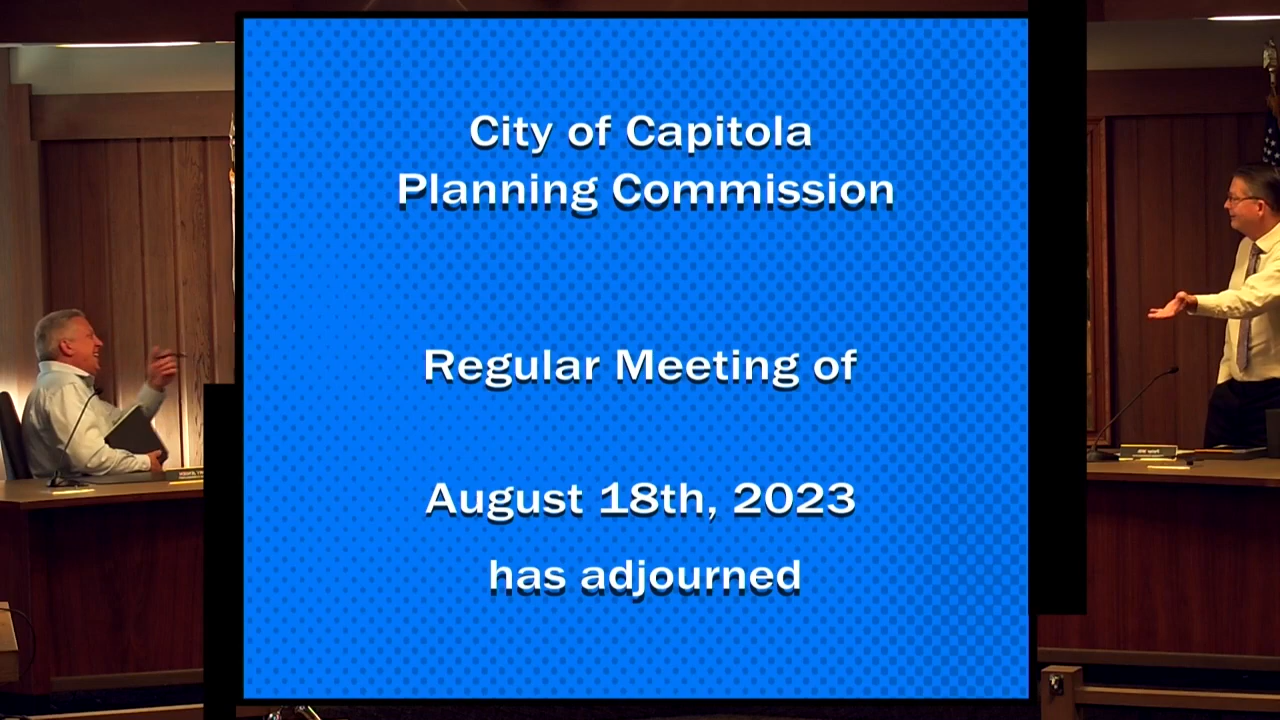 City of Capitola
Planning Commission
Regular Meeting of
August 18th, 2023
has adjourned